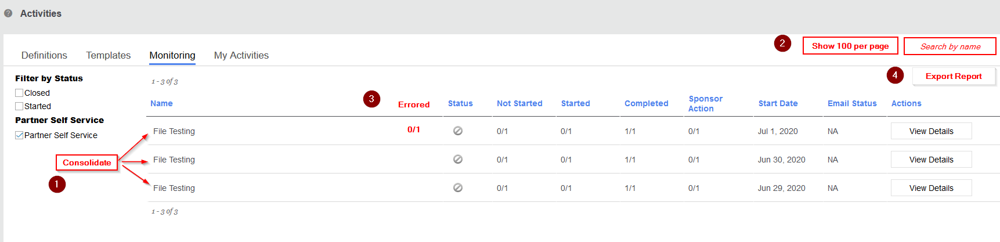 ? Activities
2 Show 100 per page Search by name
Definitions Templates Monitoring My Activities
4 Export Report
Filter by Status
1 - 3 of 3
Closed
Started
3
Name Errored Status Not Started Started Completed Sponsor Action Start Date Email Status Actions
Partner Self Service
Partner Self Service
File Testing 0/1 0/1 0/1 1/1 0/1 Jul 1, 2020 NA View Details
Consolidate
File Testing 0/1 0/1 1/1 0/1 Jun 30, 2020 NA View Details
1
File Testing 0/1 0/1 1/1 0/1 Jun 29, 2020 NA View Details
1 - 3 of 3